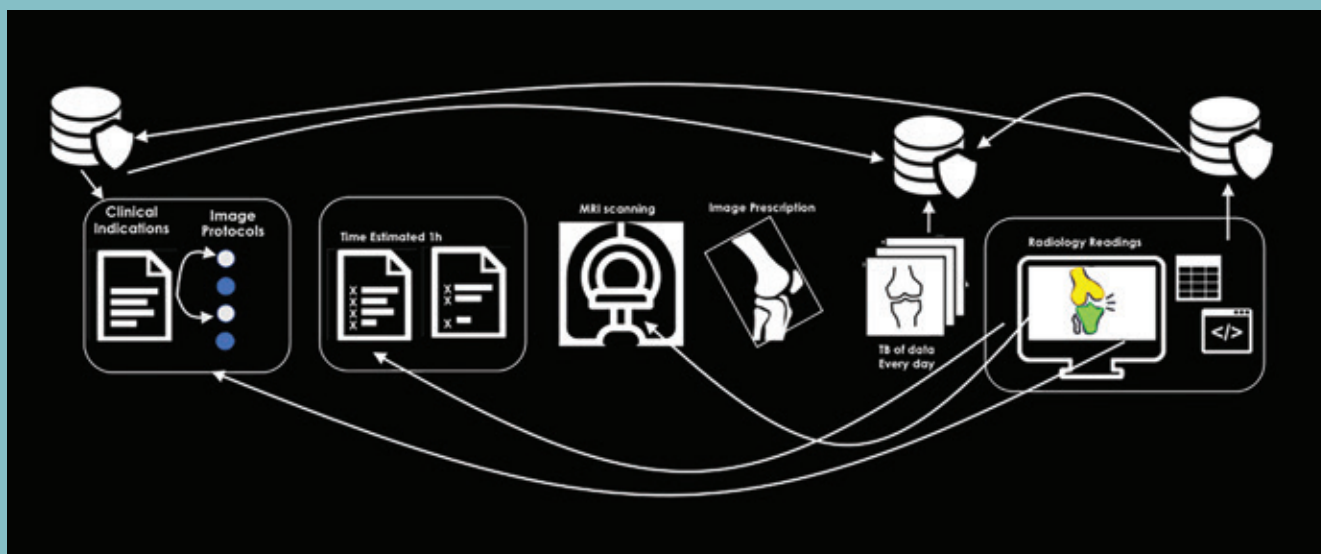 Clinical
Indications
Image
Protocols
Time Estimated 1h
X
X
X
X
X
X
X
MRI scanning
Image Prescription
TB of data
Every day
Radiology Readings
</>